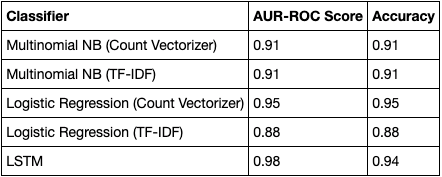 Classifier AUR-ROC Score Accuracy
Multinomial NB (Count Vectorizer) 0.91 0.91
Multinomial NB (TF-IDF) 0.91 0.91
Logistic Regression (Count Vectorizer) 0.95 0.95
Logistic Regression (TF-IDF) 0.88 0.88
LSTM 0.98 0.94